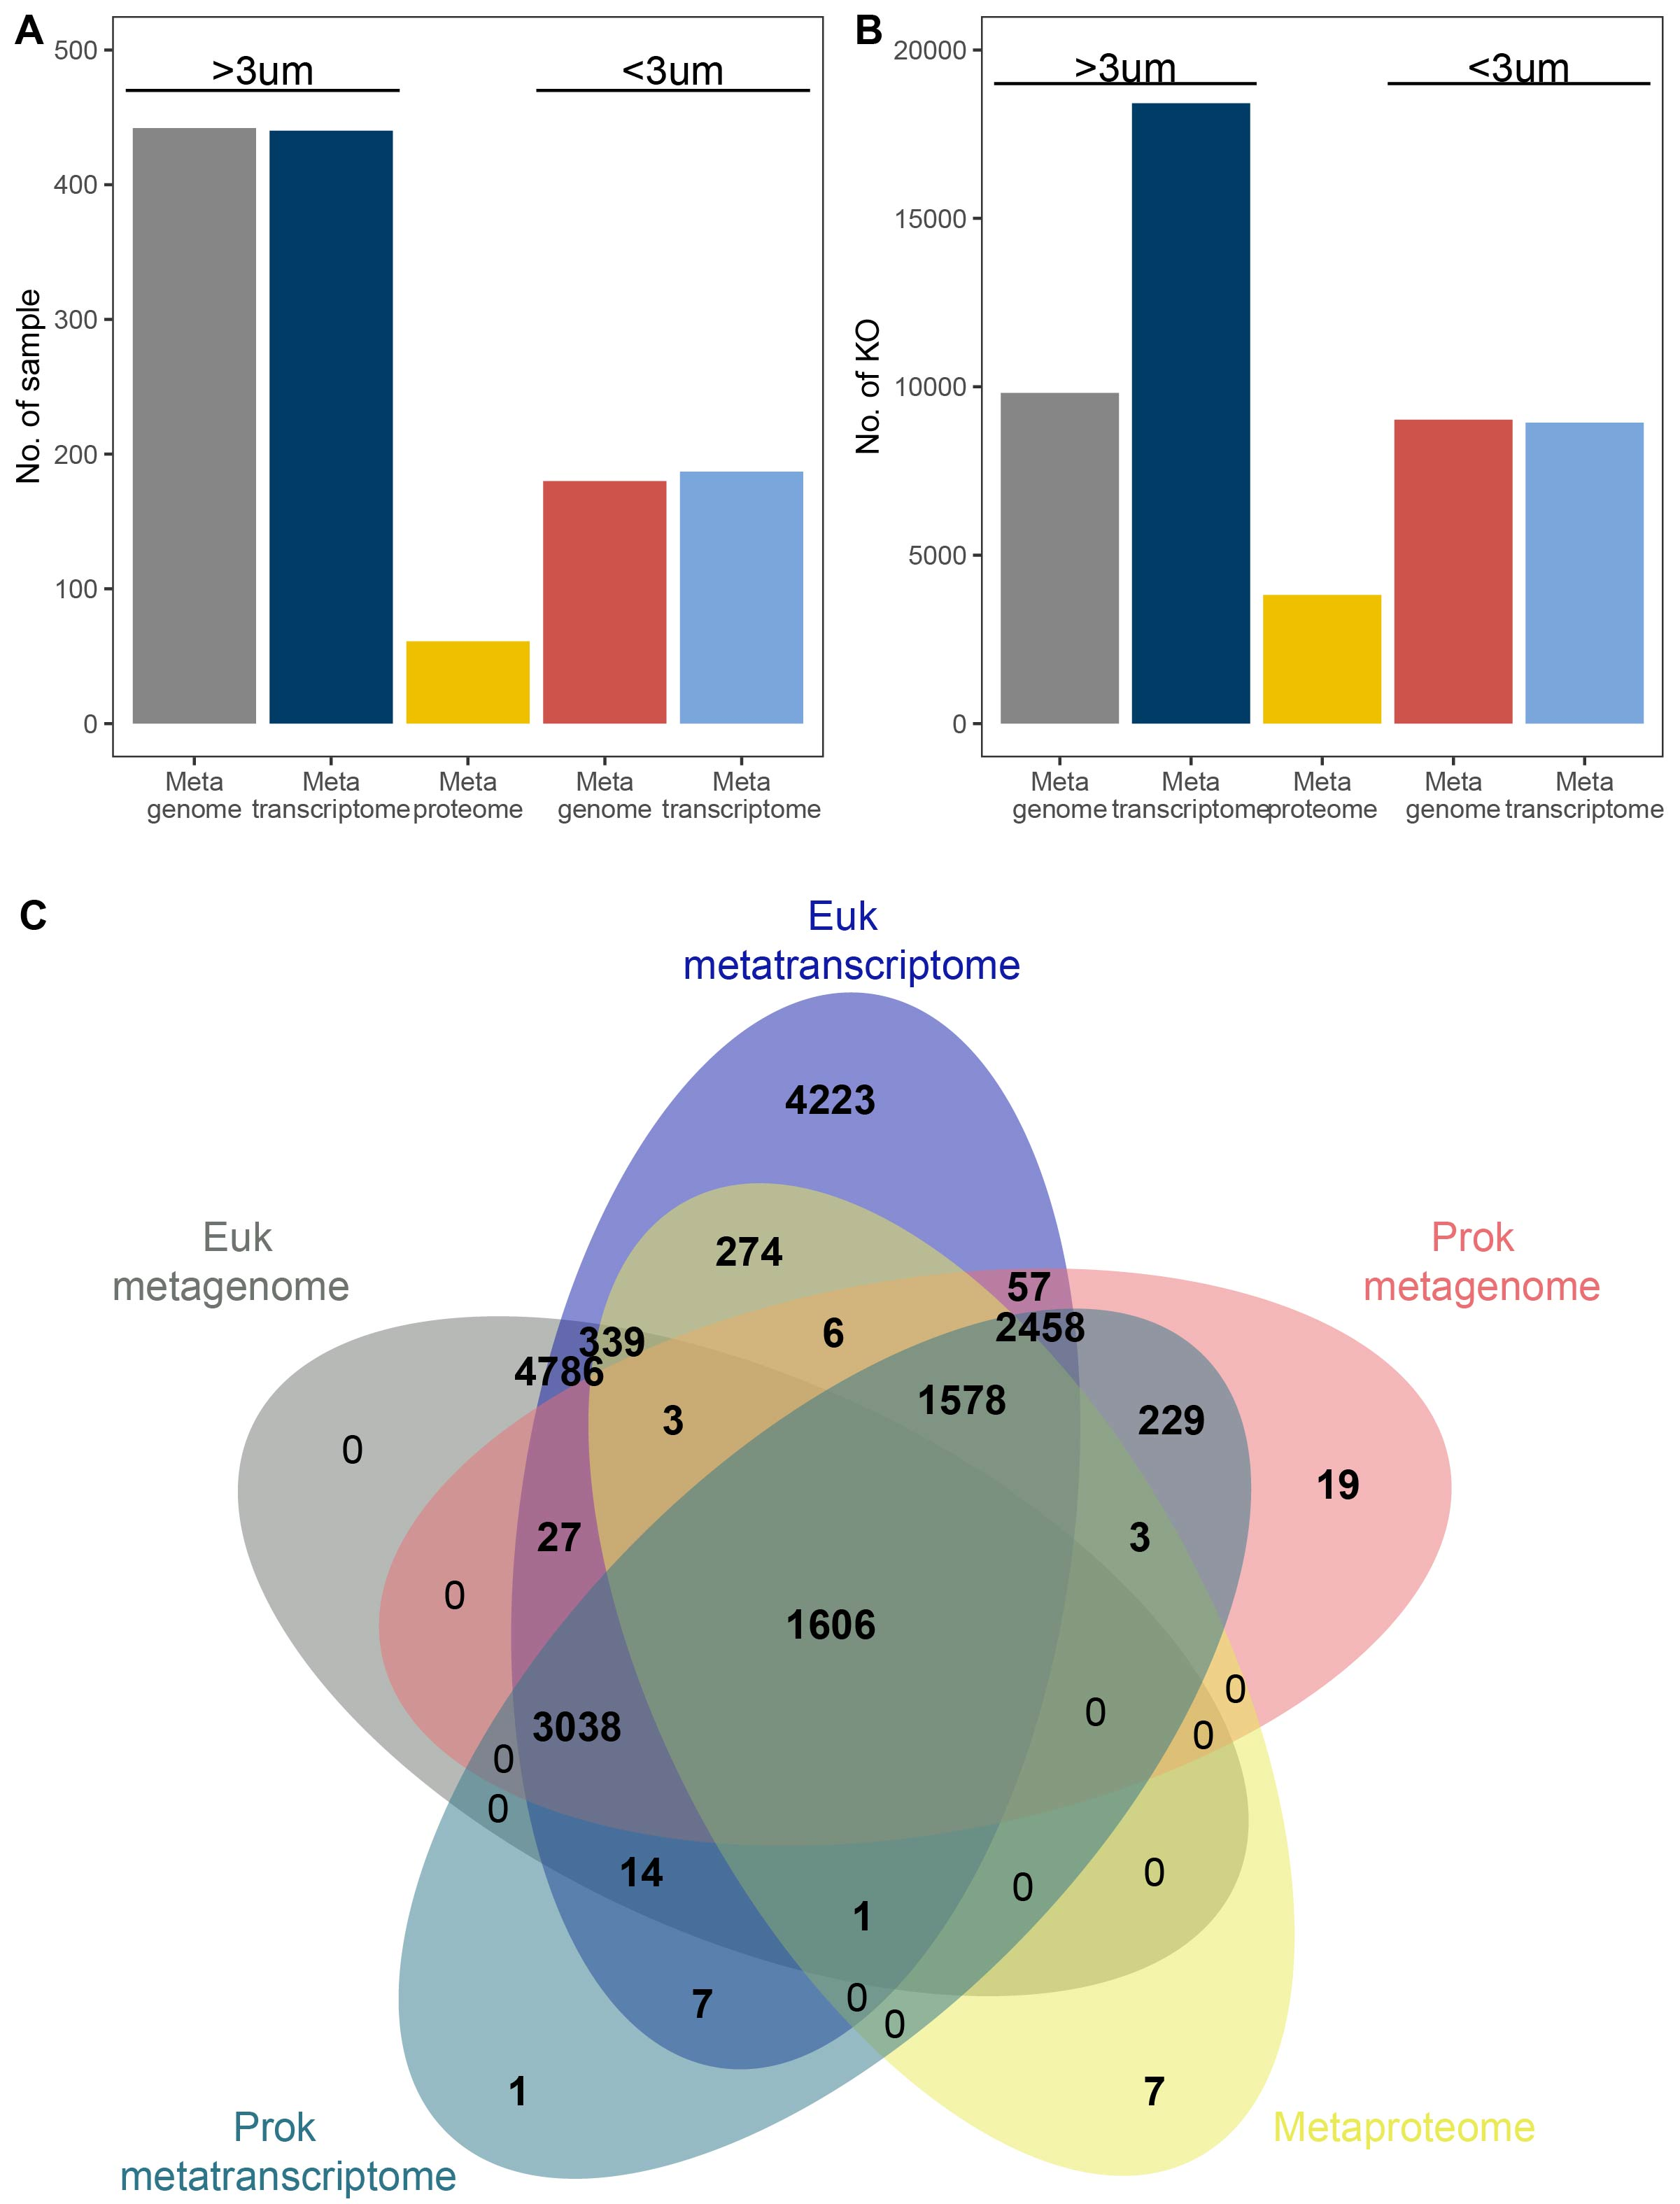 A
>3um
<3um
500
400
300
200
100
0
No. of sample
Meta genome
Meta transcriptome
Meta proteome
Meta genome
Meta transcriptome
B
>3um
<3um
20000
15000
10000
5000
0
No. of KO
Meta genome
Meta transcriptome
Meta proteome
Meta genome
Meta transcriptome
C
Euk
metatranscriptome
4223
Euk
metagenome
Prok
metagenome
274
57
339
6
2458
4786
1578
3
229
0
19
27
3
0
1606
0
0
3038
0
0
0
14
0
0
1
0
7
0
1
7
Prok
metatranscriptome
Metaproteome